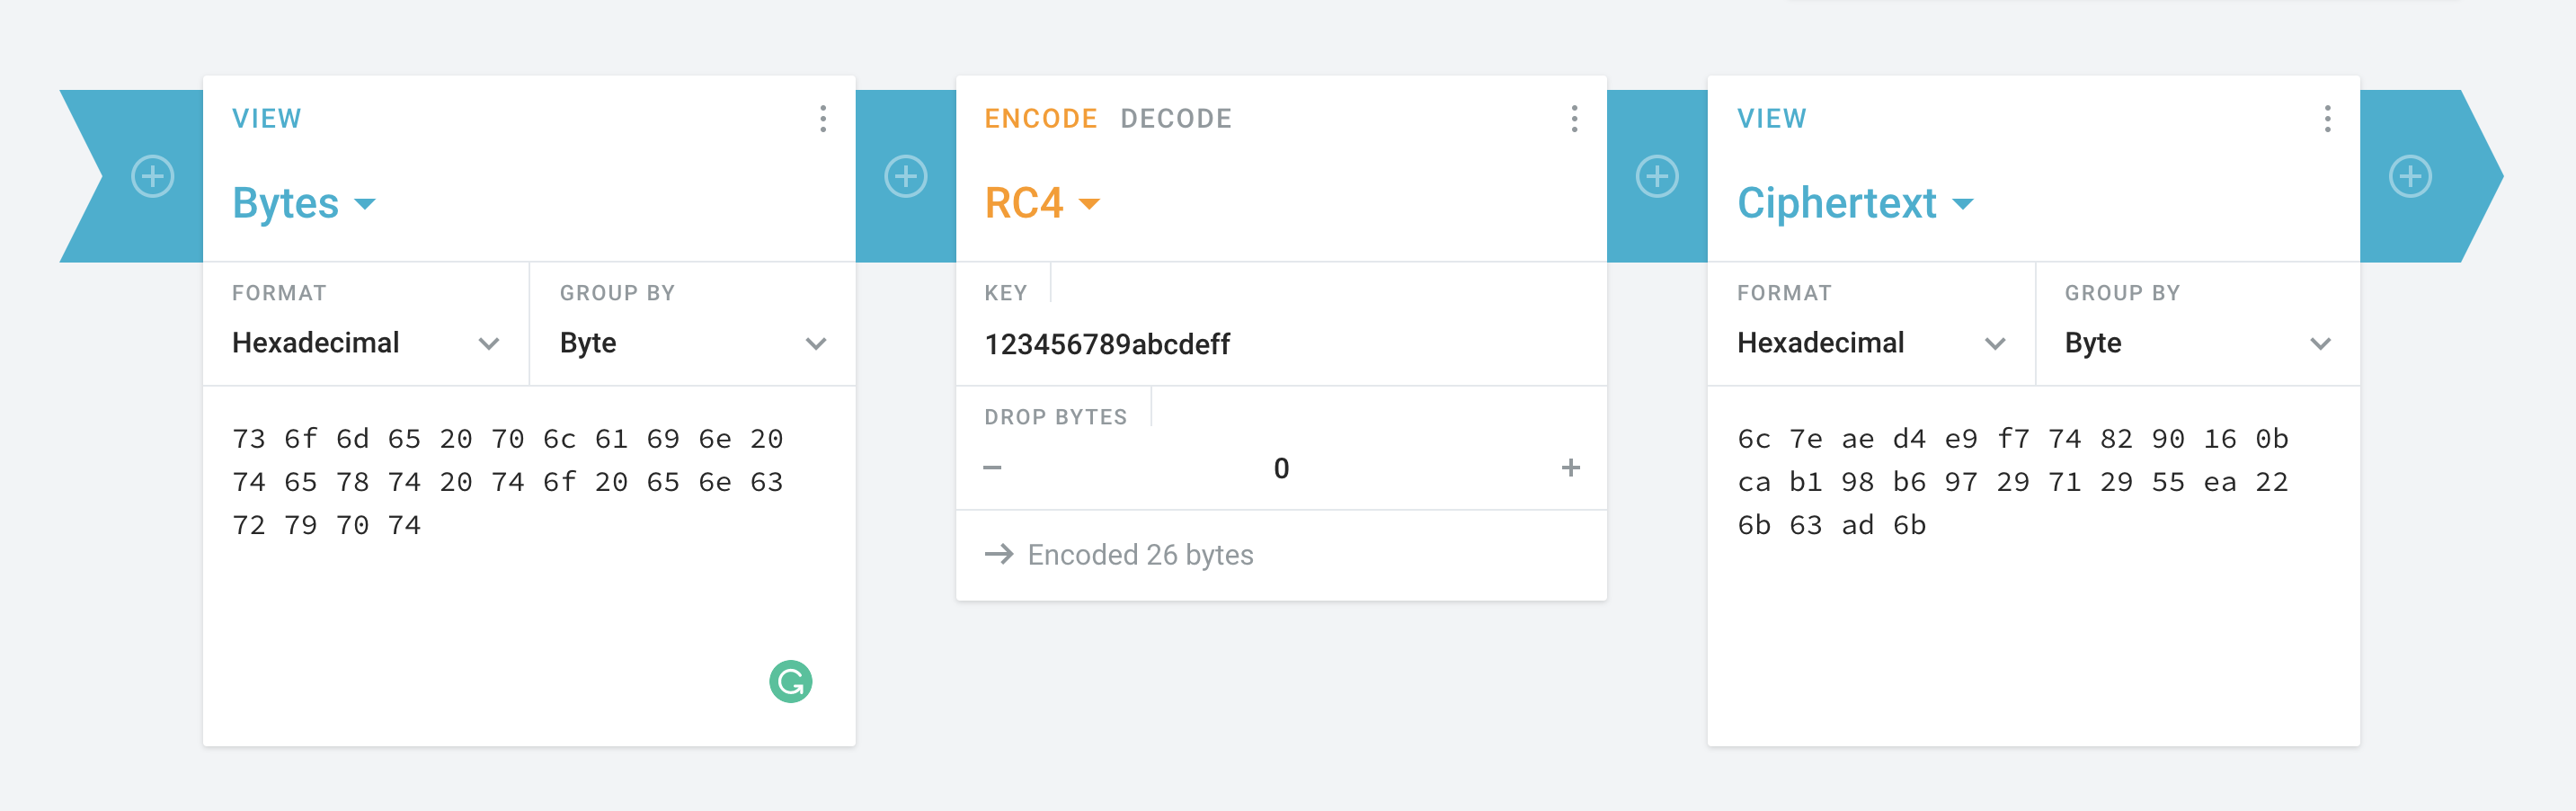 VIEW
Bytes
FORMAT
Hexadecimal
GROUP BY
Byte
73 6f 6d 65 20 70 6c 61 69 6e 20
74 65 78 74 20 74 6f 20 65 6e 63
72 79 70 74
ENCODE DECODE
RC4
KEY
123456789abcdeff
DROP BYTES
− 0 +
→ Encoded 26 bytes
VIEW
Ciphertext
FORMAT
Hexadecimal
GROUP BY
Byte
6c 7e ae d4 e9 f7 74 82 90 16 0b
ca b1 98 b6 97 29 71 29 55 ea 22
6b 63 ad 6b